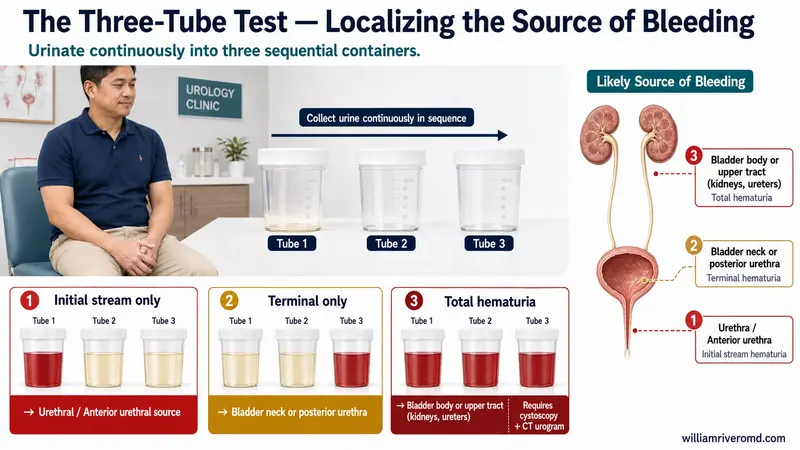 The Three-Tube Test — Localizing the Source of Bleeding
Urinate continuously into three sequential containers.
UROLOGY
CLINIC
Collect urine continuously in sequence
Tube 1
Tube 2
Tube 3
Likely Source of Bleeding
3
Bladder body or
upper tract
(kidneys, ureters)
Total hematuria
2
Bladder neck or
posterior urethra
Terminal hematuria
1
Urethra /
Anterior urethra
Initial stream hematuria
1
Initial stream only
Tube 1
Tube 2
Tube 3
→ Urethral / Anterior urethral source
2
Terminal only
Tube 1
Tube 2
Tube 3
→ Bladder neck or posterior urethra
3
Total hematuria
Tube 1
Tube 2
Tube 3
→ Bladder body or upper tract
(kidneys, ureters)
Requires
cystoscopy
+ CT urogram
williamriveromd.com